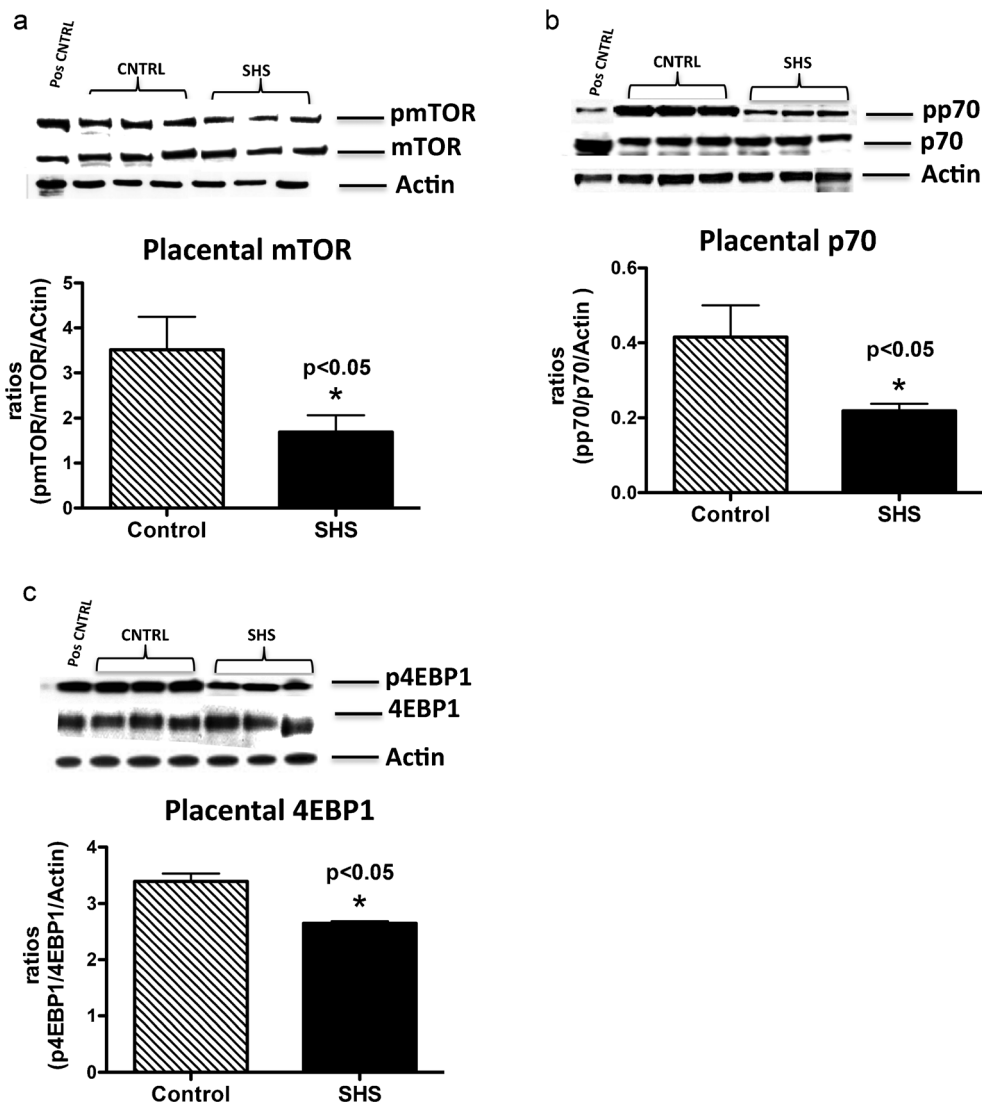 a
Pos CNTRL
CNTRL
SHS
pmTOR
mTOR
Actin
Placental mTOR
ratios
(pmTOR/mTOR/ACtin)
5
4
3
2
1
0
p<0.05
*
Control
SHS
b
Pos CNTRL
CNTRL
SHS
pp70
p70
Actin
Placental p70
ratios
(pp70/p70/Actin )
0.6
0.4
0.2
0.0
p<0.05
*
Control
SHS
c
Pos CNTRL
CNTRL
SHS
p4EBP1
4EBP1
Actin
Placental 4EBP1
ratios
(p4EBP1/4EBP1/Actin)
4
3
2
1
0
p<0.05
*
Control
SHS